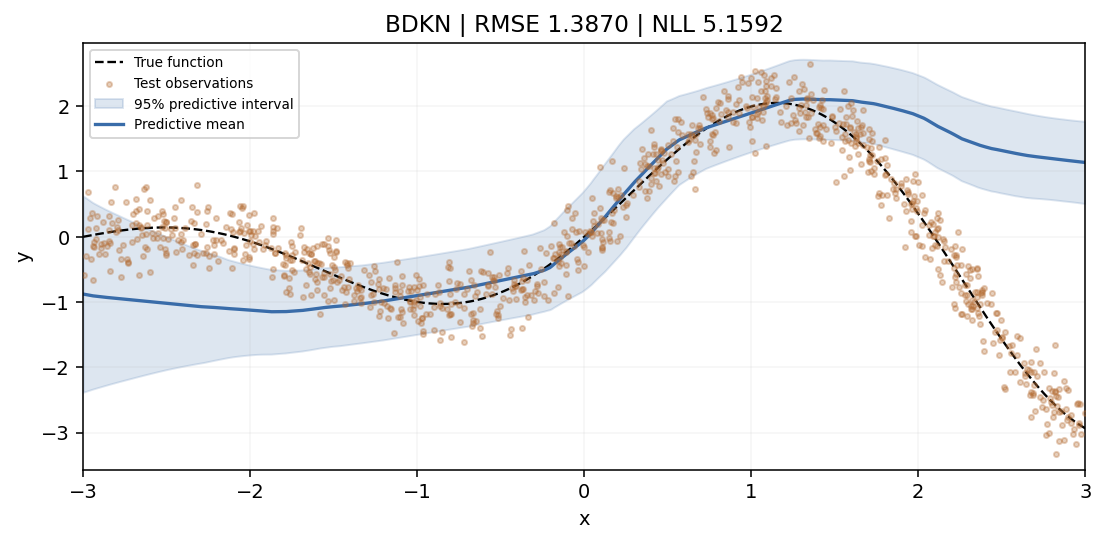 BDKN | RMSE 1.3870 | NLL 5.1592
True function
Test observations
95% predictive interval
Predictive mean
y
2
1
0
−1
−2
−3
−3 −2 −1 0 1 2 3
x